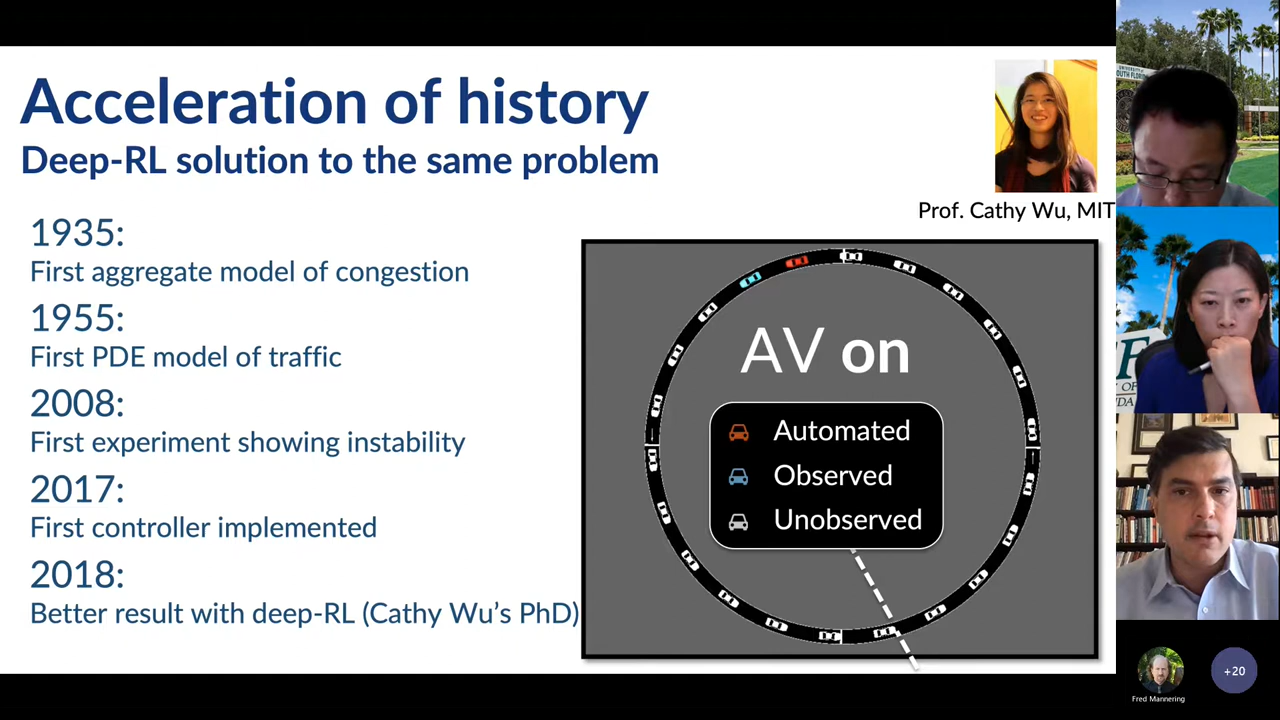 Acceleration of history
Deep-RL solution to the same problem
1935:
First aggregate model of congestion
1955:
First PDE model of traffic
2008:
First experiment showing instability
2017:
First controller implemented
2018:
Better result with deep-RL (Cathy Wu's PhD)
Prof. Cathy Wu, MIT
AV on
Automated
Observed
Unobserved
Fred Mannering
+20